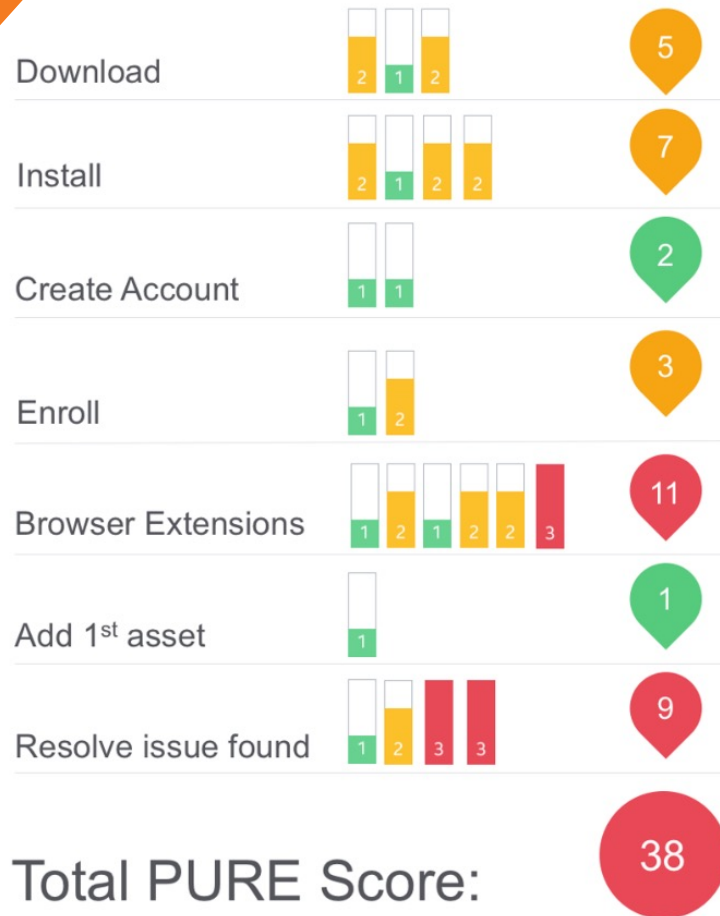 Download 2 1 2 5
Install 2 1 2 2 7
Create Account 1 1 2
Enroll 1 2 3
Browser Extensions 1 2 1 2 2 3 11
Add 1st asset 1 1
Resolve issue found 1 2 3 3 9
Total PURE Score: 38